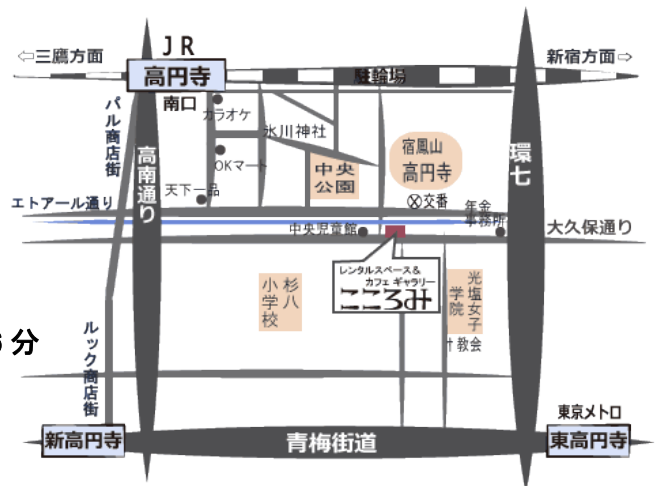 JR
⇦三鷹方面
高円寺
駐輪場
新宿方面⇨
南口
カラオケ
パル商店街
氷川神社
宿鳳山
高円寺
環七
OKマート
中央
公園
高南通り
天下一品
交番
年金
事務所
エトアール通り
中央児童館
大久保通り
レンタルスペース&
カフェ ギャラリー
こころみ
杉八
小学校
光塩女子
学院
教会
分
ルック商店街
東京メトロ
新高円寺
青梅街道
東高円寺